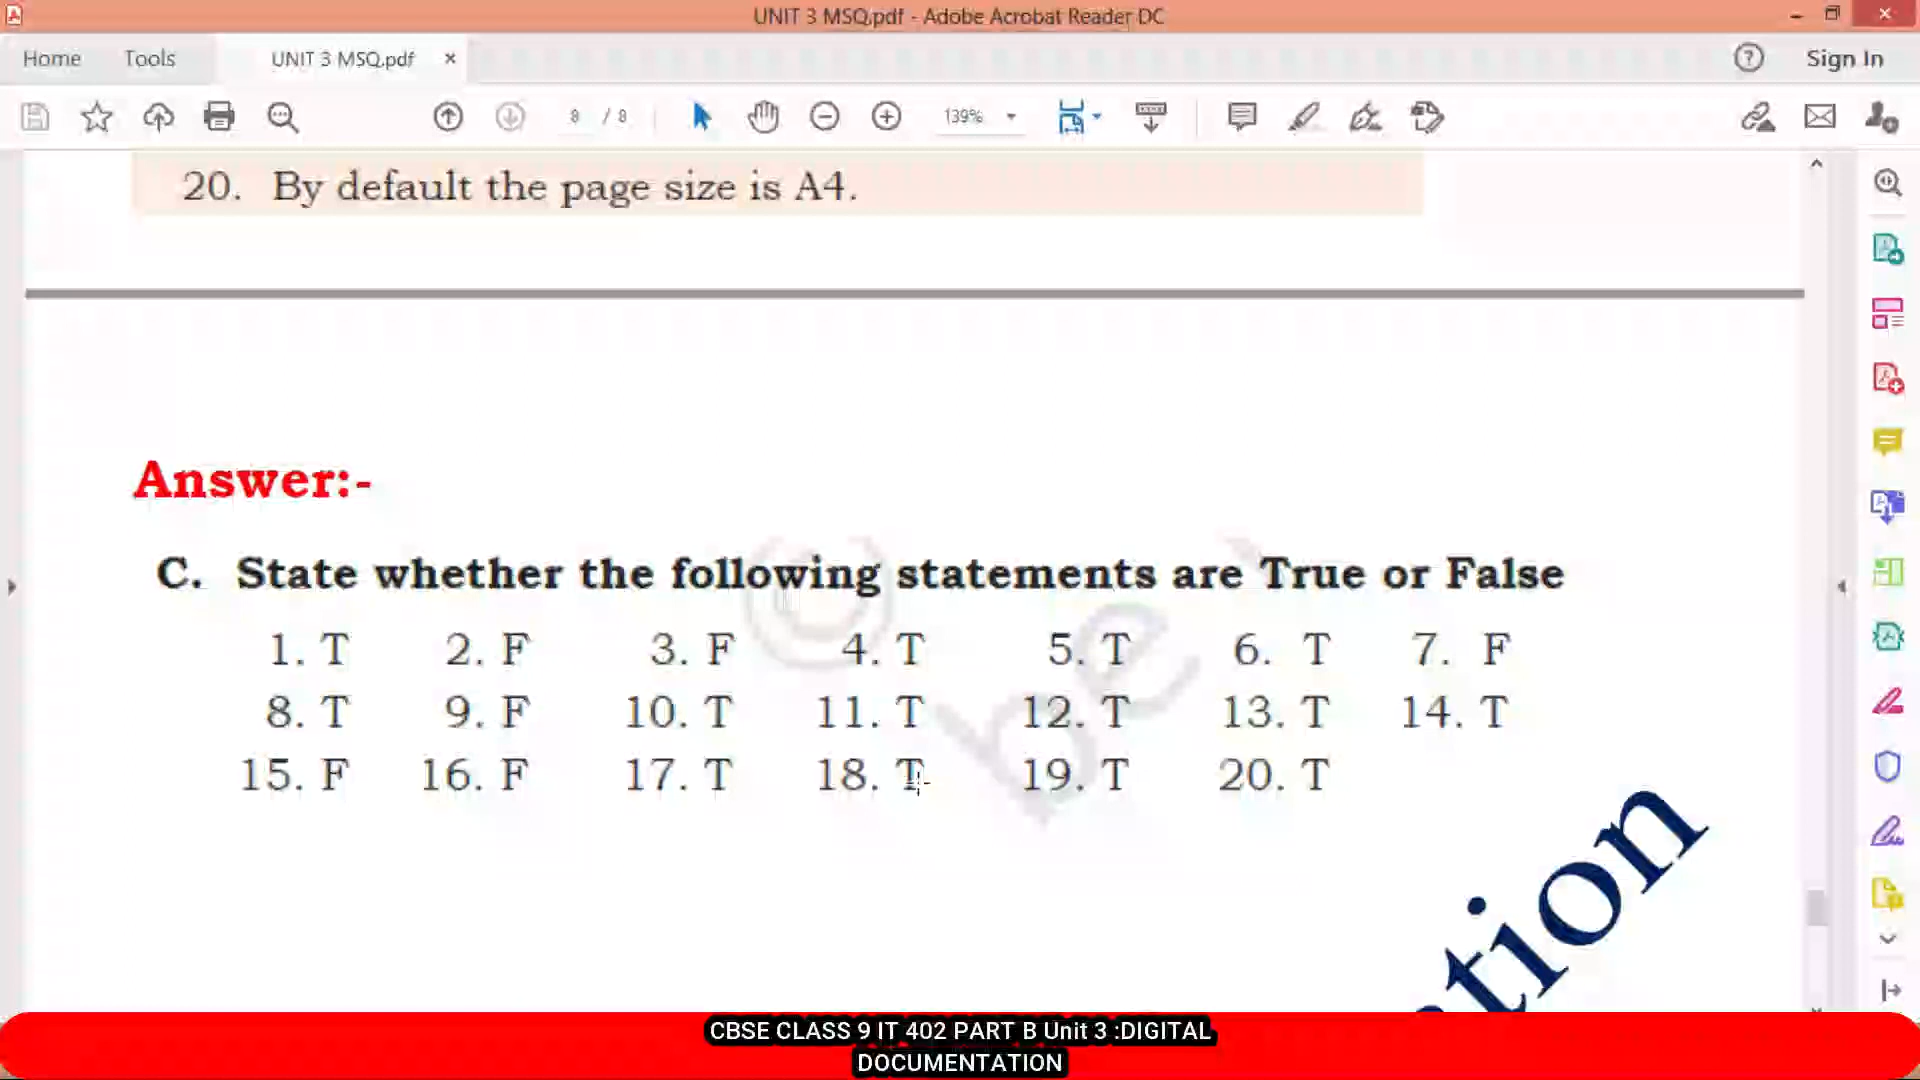 UNIT 3 MSQ.pdf - Adobe Acrobat Reader DC
Home Tools UNIT 3 MSQ.pdf × Sign In
8 / 8 139%
20. By default the page size is A4.
Answer:-
C. State whether the following statements are True or False
1. T 2. F 3. F 4. T 5. T 6. T 7. F
8. T 9. F 10. T 11. T 12. T 13. T 14. T
15. F 16. F 17. T 18. T 19. T 20. T
be
tion
CBSE CLASS 9 IT 402 PART B Unit 3 :DIGITAL
DOCUMENTATION